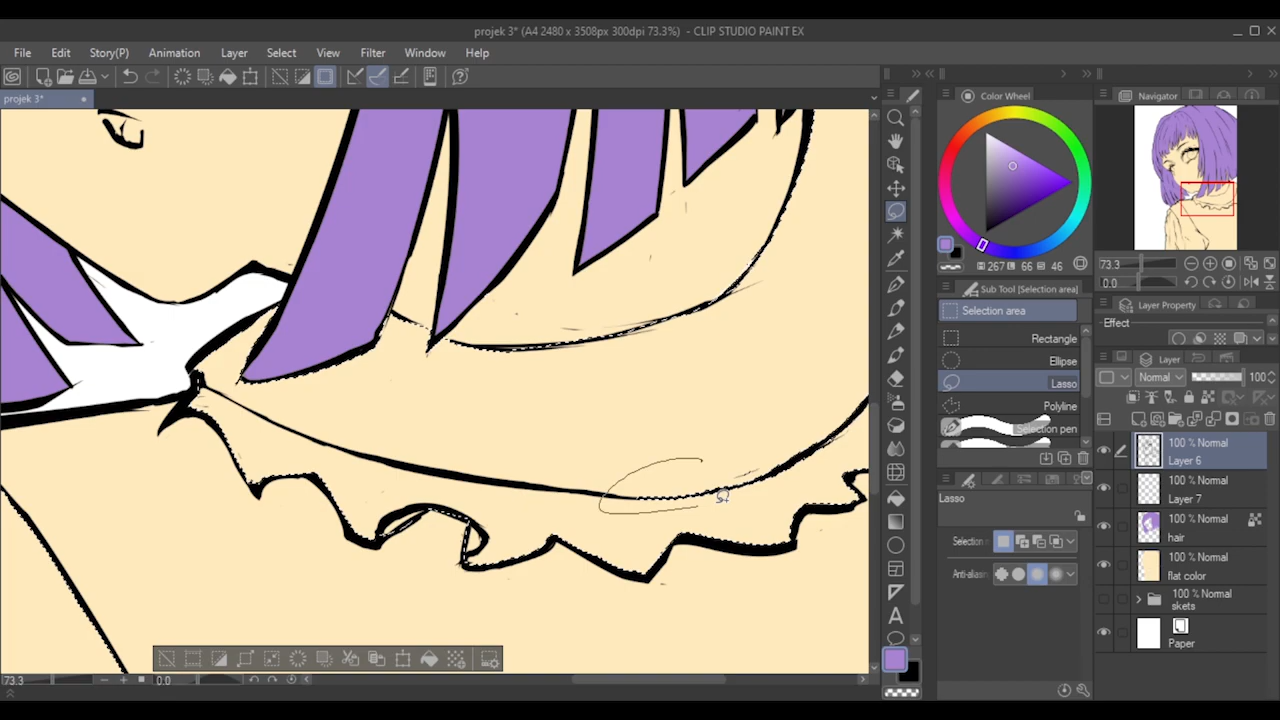 projek 3* (A4 2480 x 3508px 300dpi 73.3%) - CLIP STUDIO PAINT EX
File Edit Story(P) Animation Layer Select View Filter Window Help
projek 3*
Color Wheel
Navigator
267 L 66 S 46
73.3
0.0
Sub Tool [Selection area]
Selection area
Layer Property
Effect
Rectangle
Ellipse
Lasso
Polyline
Selection pen
Layer
Normal 100
100 % Normal
Layer 6
100 % Normal
Layer 7
100 % Normal
hair
100 % Normal
flat color
100 % Normal
skets
Paper
Lasso
Selection
Anti-aliasin
A
73.3
0.0